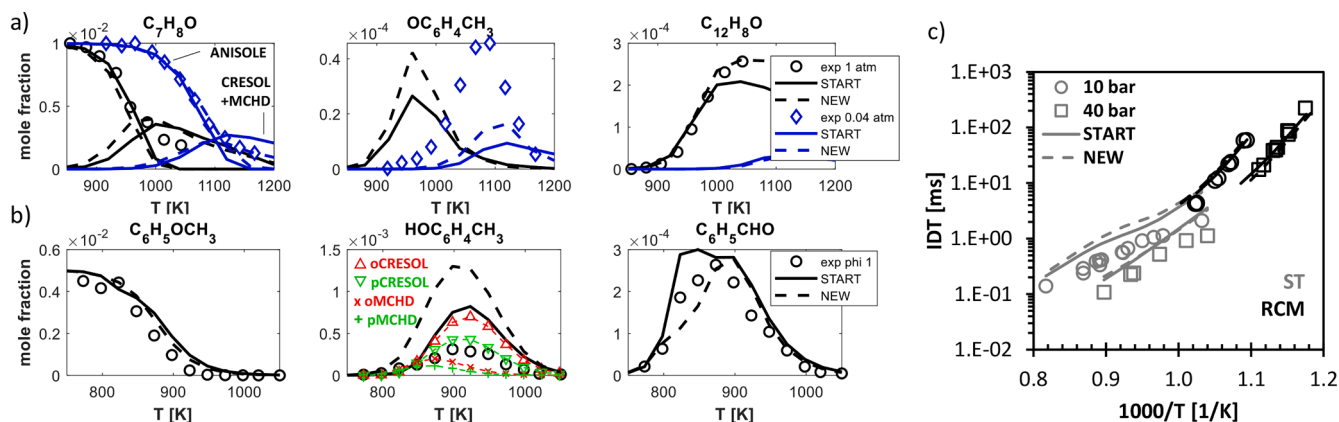 a)
C7H8O
×10-2
1
0.5
0
mole fraction
ANISOLE
CRESOL
+MCHD
900 1000 1100 1200
T [K]
OC6H4CH3
×10-4
0.4
0.2
0
900 1000 1100 1200
T [K]
C12H8O
×10-4
3
2
1
0
exp 1 atm
START
NEW
exp 0.04 atm
START
NEW
900 1000 1100 1200
T [K]
b)
C6H5OCH3
×10-2
0.6
0.4
0.2
0
mole fraction
800 900 1000
T [K]
HOC6H4CH3
×10-3
1.5
1
0.5
0
oCRESOL
pCRESOL
oMCHD
pMCHD
800 900 1000
T [K]
C6H5CHO
×10-4
3
2
1
0
exp phi 1
START
NEW
800 900 1000
T [K]
c)
1.E+03
1.E+02
1.E+01
1.E+00
1.E-01
1.E-02
IDT [ms]
10 bar
40 bar
START
NEW
ST
RCM
0.8 0.9 1.0 1.1 1.2
1000/T [1/K]